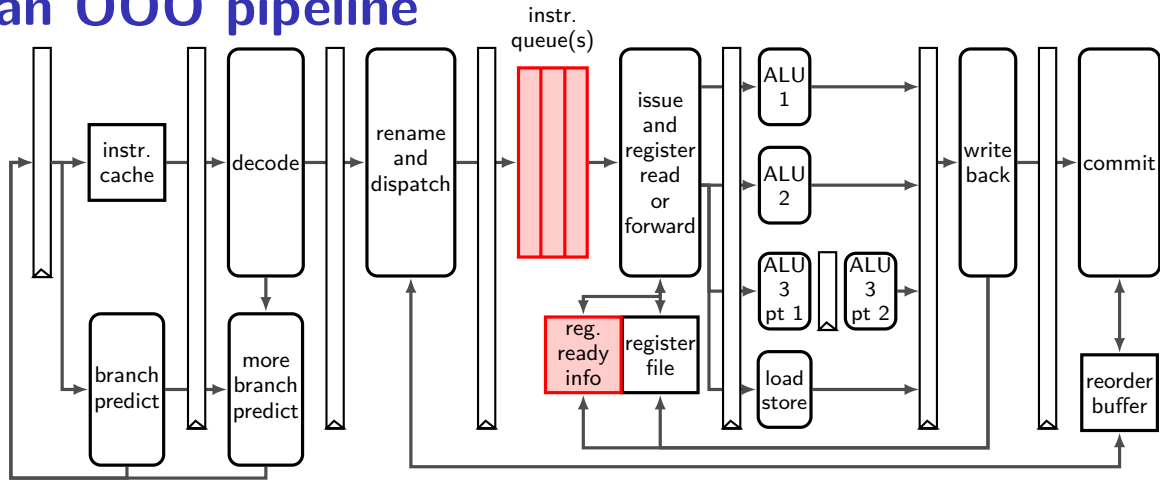 an OOO pipeline
instr.
queue(s)
instr.
cache
decode
rename
and
dispatch
issue
and
register
read
or
forward
ALU
1
ALU
2
ALU
3
pt 1
ALU
3
pt 2
load
store
write
back
commit
branch
predict
more
branch
predict
reg.
ready
info
register
file
reorder
buffer